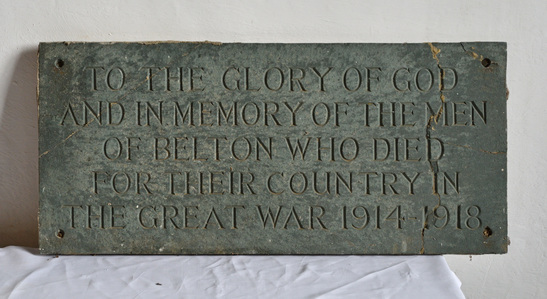 TO THE GLORY OF GOD
AND IN MEMORY OF THE MEN
OF BELTON WHO DIED
FOR THEIR COUNTRY IN
THE GREAT WAR 1914-1918